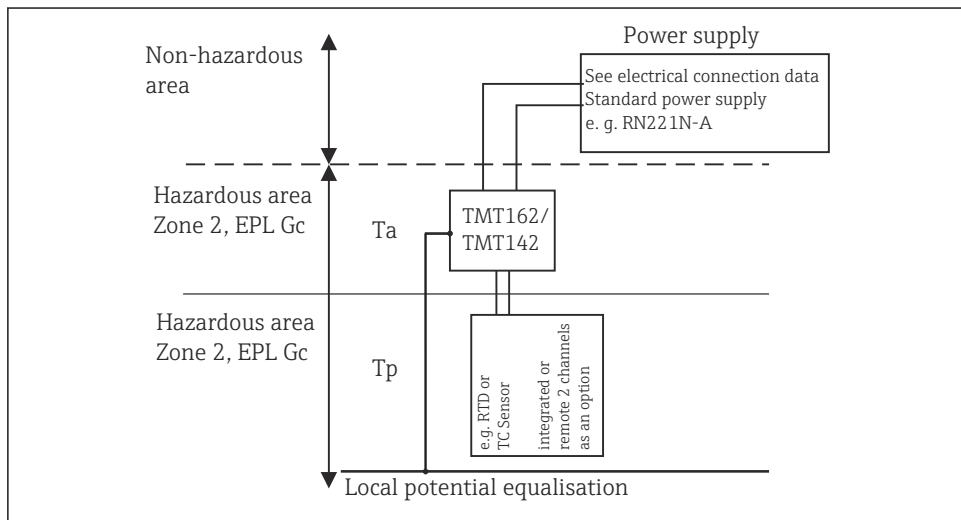 Power supply
Non-hazardous
area
See electrical connection data
Standard power supply
e. g. RN221N-A
Hazardous area
Zone 2, EPL Gc
Ta
TMT162/
TMT142
Hazardous area
Zone 2, EPL Gc
Tp
e.g. RTD or
TC Sensor
integrated or
remote 2 channels
as an option
Local potential equalisation